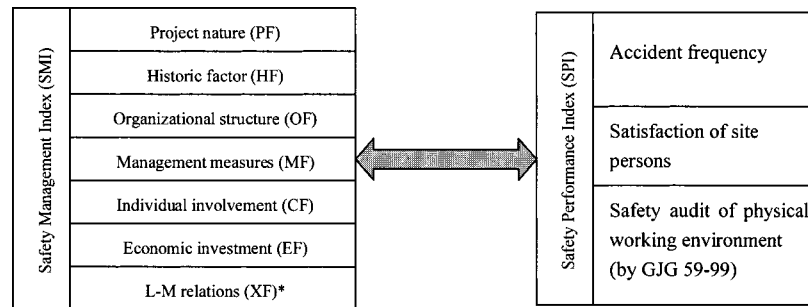 Safety Management Index (SMI)
Project nature (PF)
Historic factor (HF)
Organizational structure (OF)
Management measures (MF)
Individual involvement (CF)
Economic investment (EF)
L-M relations (XF)*
Safety Performance Index (SPI)
Accident frequency
Satisfaction of site
persons
Safety audit of physical
working environment
(by GJG 59-99)